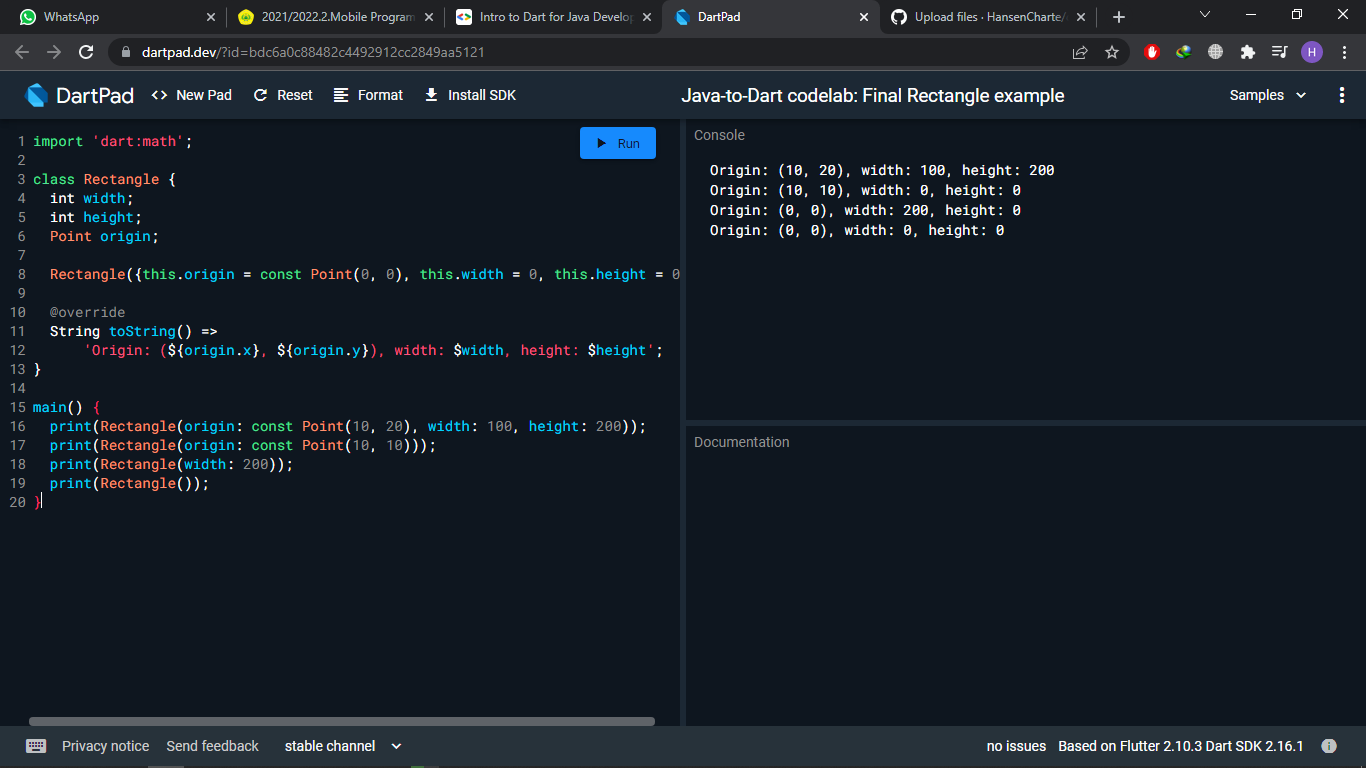 WhatsApp
2021/2022.2.Mobile Program
Intro to Dart for Java Develop
DartPad
Upload files · HansenCharte/
dartpad.dev/?id=bdc6a0c88482c4492912cc2849aa5121
H
DartPad
<> New Pad
Reset
Format
Install SDK
Java-to-Dart codelab: Final Rectangle example
Samples
Run
1 import 'dart:math';
2
3 class Rectangle {
4   int width;
5   int height;
6   Point origin;
7
8   Rectangle({this.origin = const Point(0, 0), this.width = 0, this.height = 0
9
10   @override
11   String toString() =>
12       'Origin: (${origin.x}, ${origin.y}), width: $width, height: $height';
13 }
14
15 main() {
16   print(Rectangle(origin: const Point(10, 20), width: 100, height: 200));
17   print(Rectangle(origin: const Point(10, 10)));
18   print(Rectangle(width: 200));
19   print(Rectangle());
20 }
Console
Origin: (10, 20), width: 100, height: 200
Origin: (10, 10), width: 0, height: 0
Origin: (0, 0), width: 200, height: 0
Origin: (0, 0), width: 0, height: 0
Documentation
Privacy notice
Send feedback
stable channel
no issues
Based on Flutter 2.10.3 Dart SDK 2.16.1